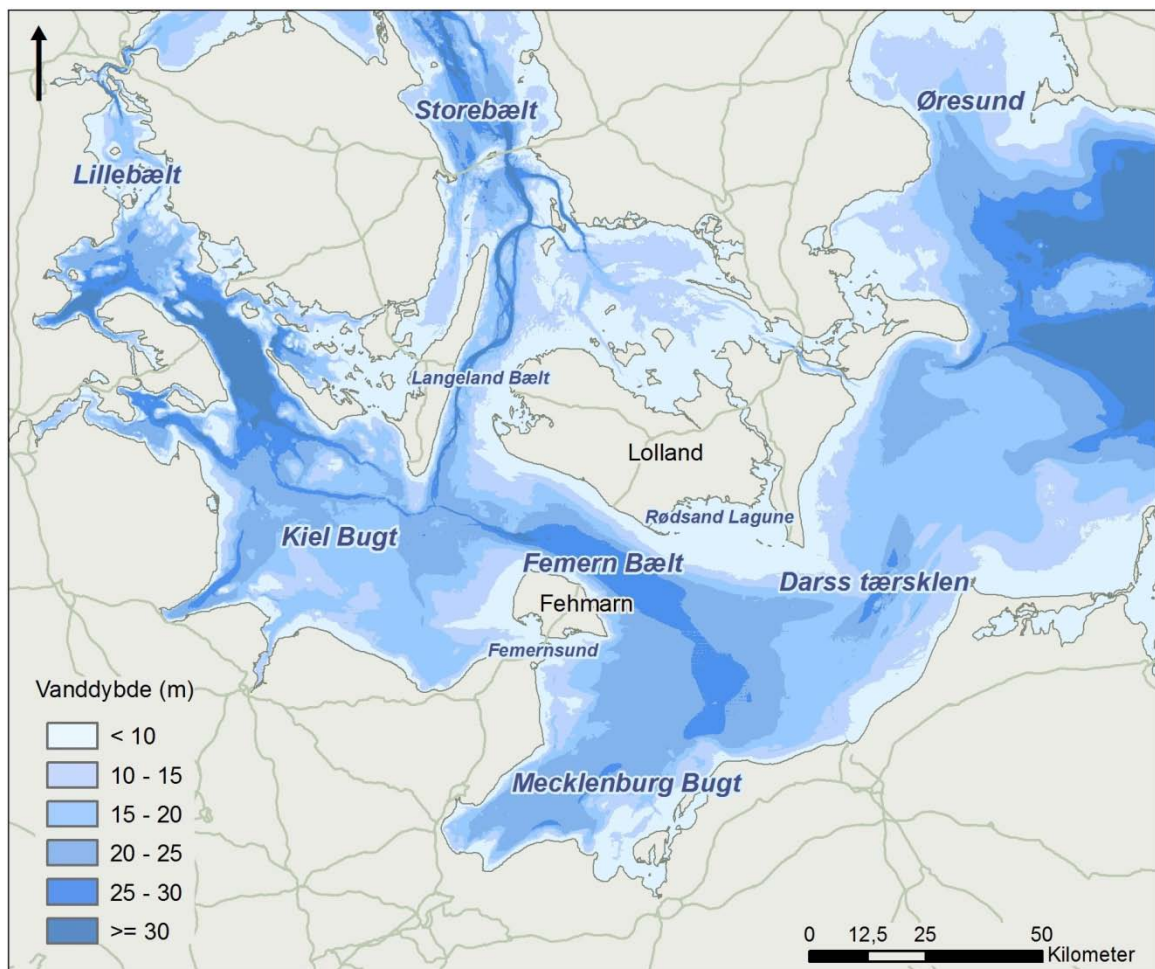 Storebælt
Øresund
Lillebælt
Langeland Bælt
Lolland
Rødsand Lagune
Kiel Bugt
Femern Bælt
Darss tærsklen
Fehmarn
Femernsund
Mecklenburg Bugt
Vanddybde (m)
< 10
10 - 15
15 - 20
20 - 25
25 - 30
>= 30
0 12,5 25 50
Kilometer